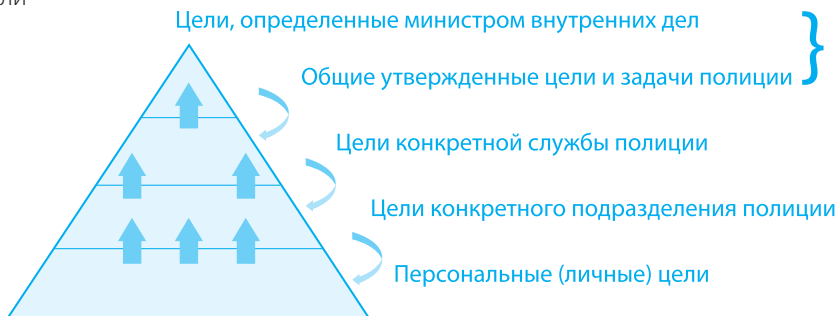 Цели, определенные министром внутренних дел
Общие утвержденные цели и задачи полиции
Цели конкретной службы полиции
Цели конкретного подразделения полиции
Персональные (личные) цели